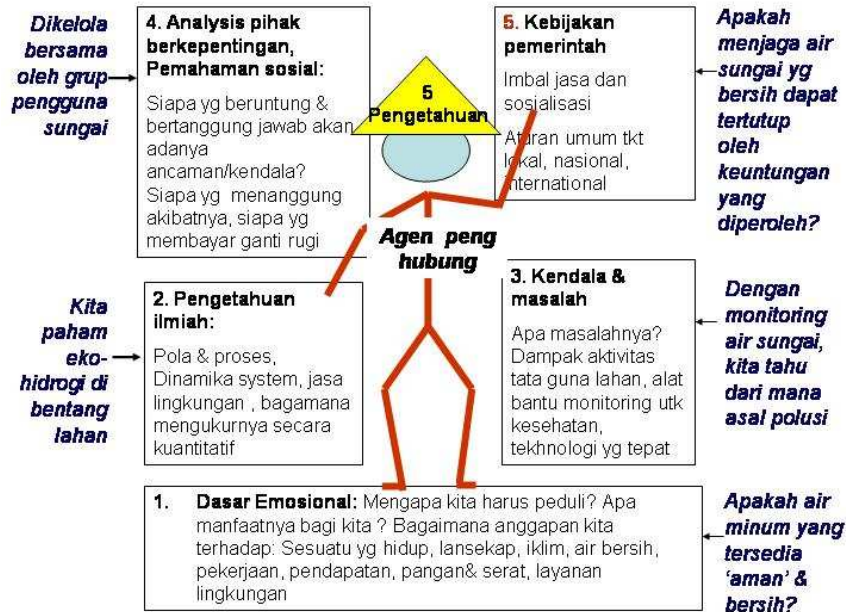 Dikelola
bersama
oleh grup
pengguna
sungai
4. Analysis pihak
berkepentingan,
Pemahaman sosial:
Siapa yg beruntung &
bertanggung jawab akan
adanya
ancaman/kendala?
Siapa yg menanggung
akibatnya, siapa yg
membayar ganti rugi
5
Pengetahuan
5. Kebijakan
pemerintah
Imbal jasa dan
sosialisasi
Aturan umum tkt
lokal, nasional,
international
Apakah
menjaga air
sungai yg
bersih dapat
tertutup
oleh
keuntungan
yang
diperoleh?
Agen peng
hubung
Kita
paham
eko-
hidrogi di
bentang
lahan
2. Pengetahuan
ilmiah:
Pola & proses,
Dinamika system, jasa
lingkungan , bagamana
mengukurnya secara
kuantitatif
3. Kendala &
masalah
Apa masalahnya?
Dampak aktivitas
tata guna lahan, alat
bantu monitoring utk
kesehatan,
tekhnologi yg tepat
Dengan
monitoring
air sungai,
kita tahu
dari mana
asal polusi
1. Dasar Emosional: Mengapa kita harus peduli? Apa
manfaatnya bagi kita ? Bagaimana anggapan kita
terhadap: Sesuatu yg hidup, lansekap, iklim, air bersih,
pekerjaan, pendapatan, pangan& serat, layanan
lingkungan
Apakah air
minum yang
tersedia
‘aman’ &
bersih?